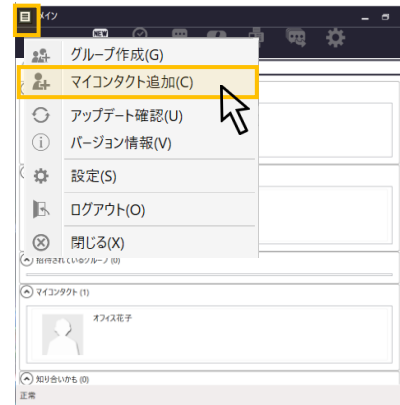 メイン
NEW
グループ作成(G)
マイコンタクト追加(C)
アップデート確認(U)
バージョン情報(V)
設定(S)
ログアウト(O)
閉じる(X)
招待されているグループ (0)
マイコンタクト (1)
オフィス花子
知り合いかも (0)
正常